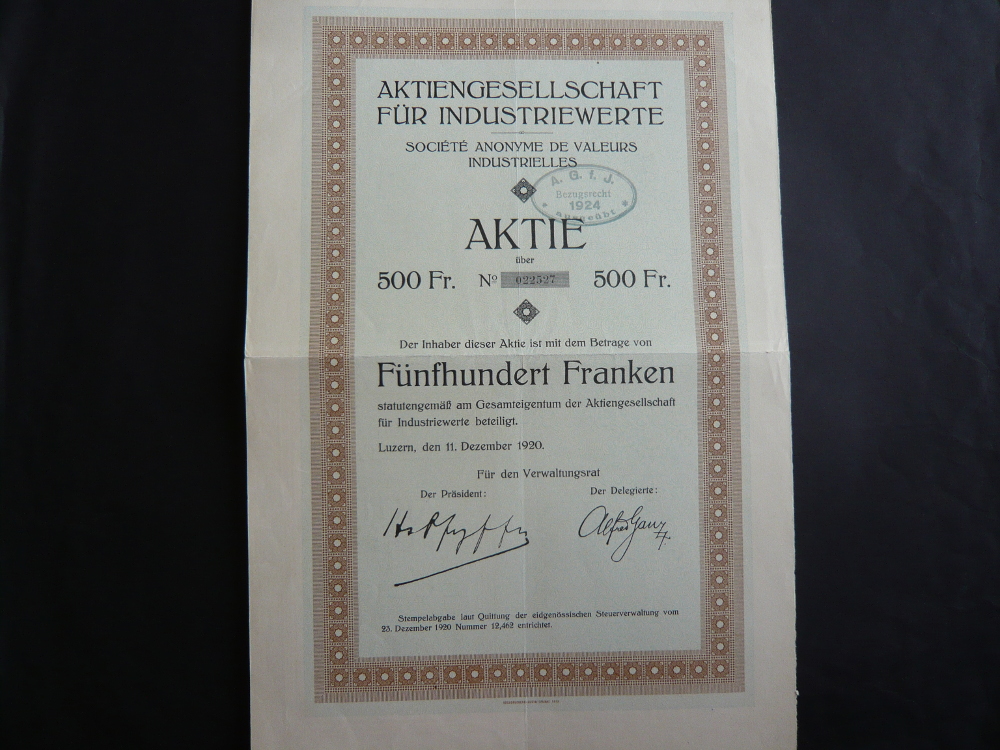 AKTIENGESELLSCHAFT
FÜR INDUSTRIEWERTE
SOCIÉTÉ ANONYME DE VALEURS
INDUSTRIELLES
A. G. f. J.
Bezugsrecht
1924
* ausgeübt *
AKTIE
über
500 Fr. Nº 022527 500 Fr.
Der Inhaber dieser Aktie ist mit dem Betrage von
Fünfhundert Franken
statutengemäß am Gesamteigentum der Aktiengesellschaft
für Industriewerte beteiligt.
Luzern, den 11. Dezember 1920.
Für den Verwaltungsrat
Der Präsident: Der Delegierte:
Alfred Ganz
Stempelabgabe laut Quittung der eidgenössischen Steuerverwaltung vom
23. Dezember 1920 Nummer 12,462 entrichtet.